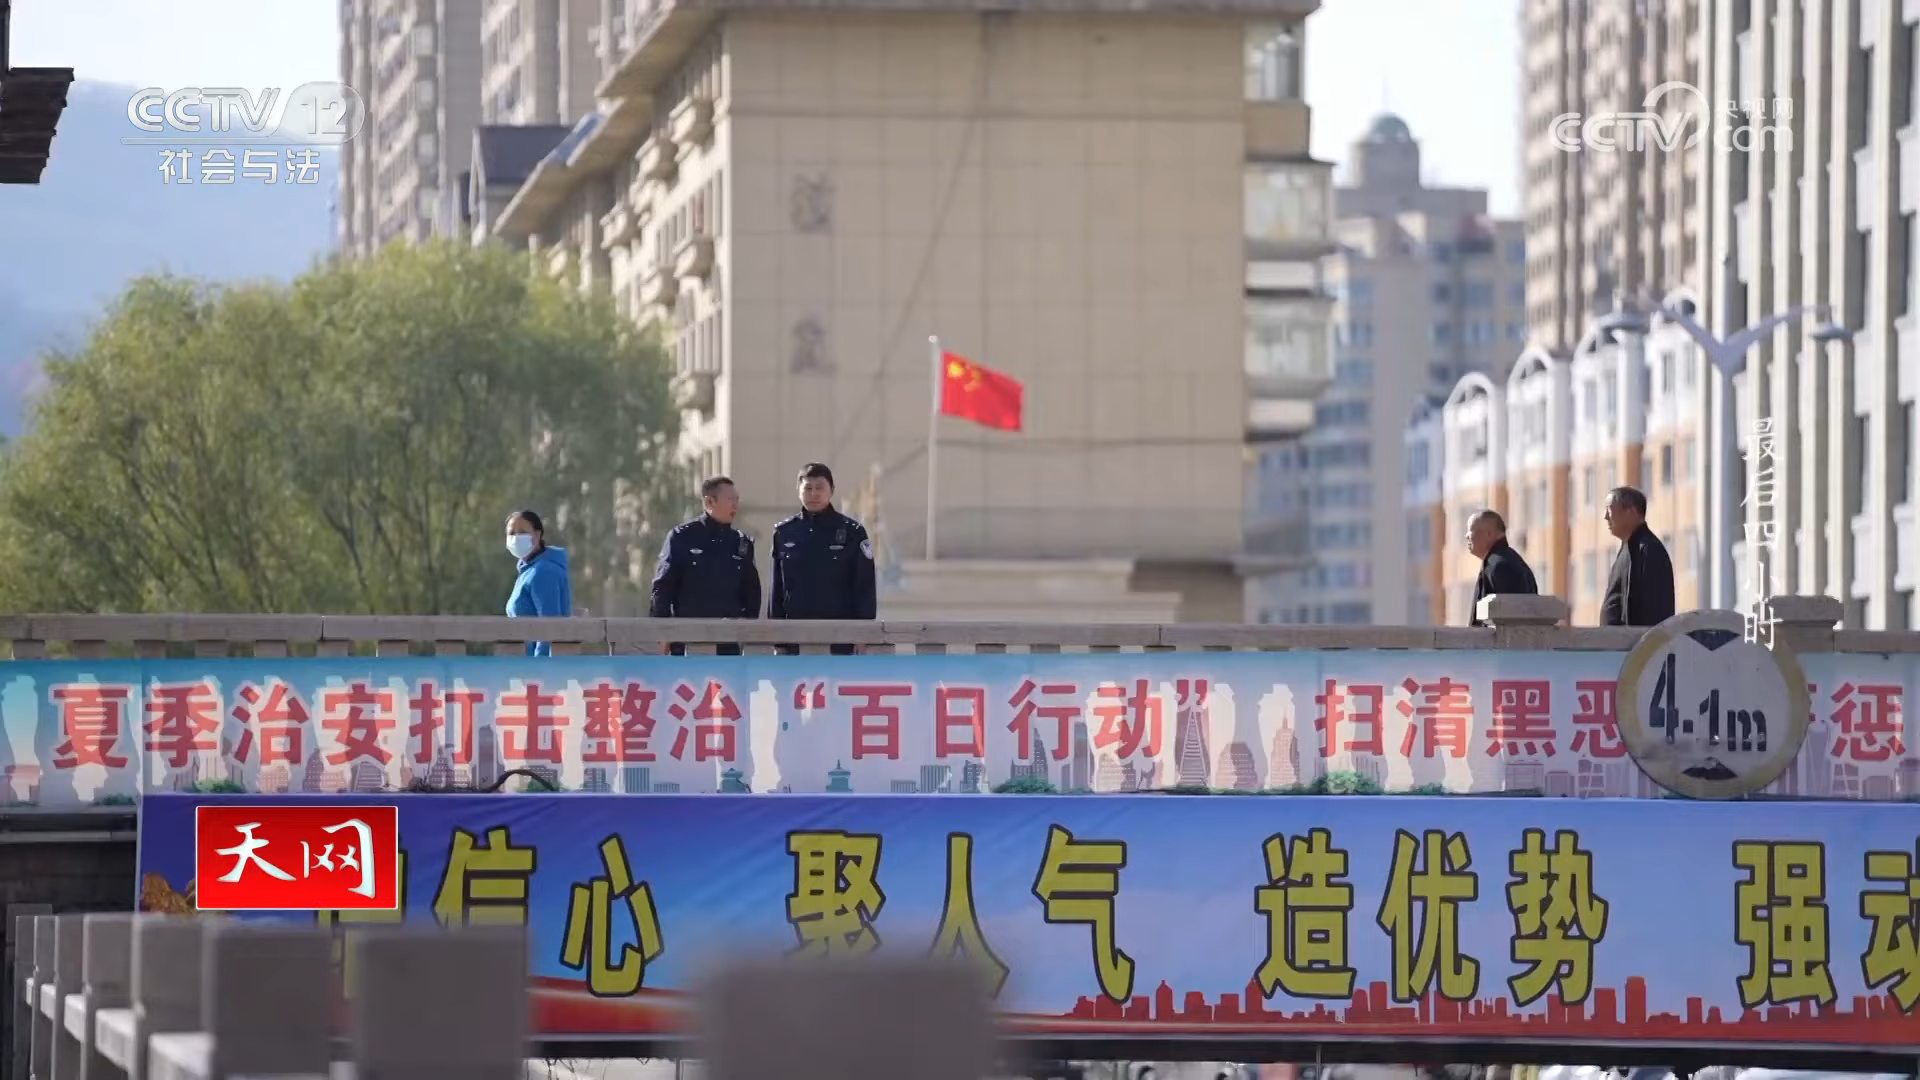 CCTV 12
社会与法
CCTV 央视网
com
最后四小时
夏季治安打击整治“百日行动” 扫清黑恶 惩
4.1m
天网
信心 聚人气 造优势 强动